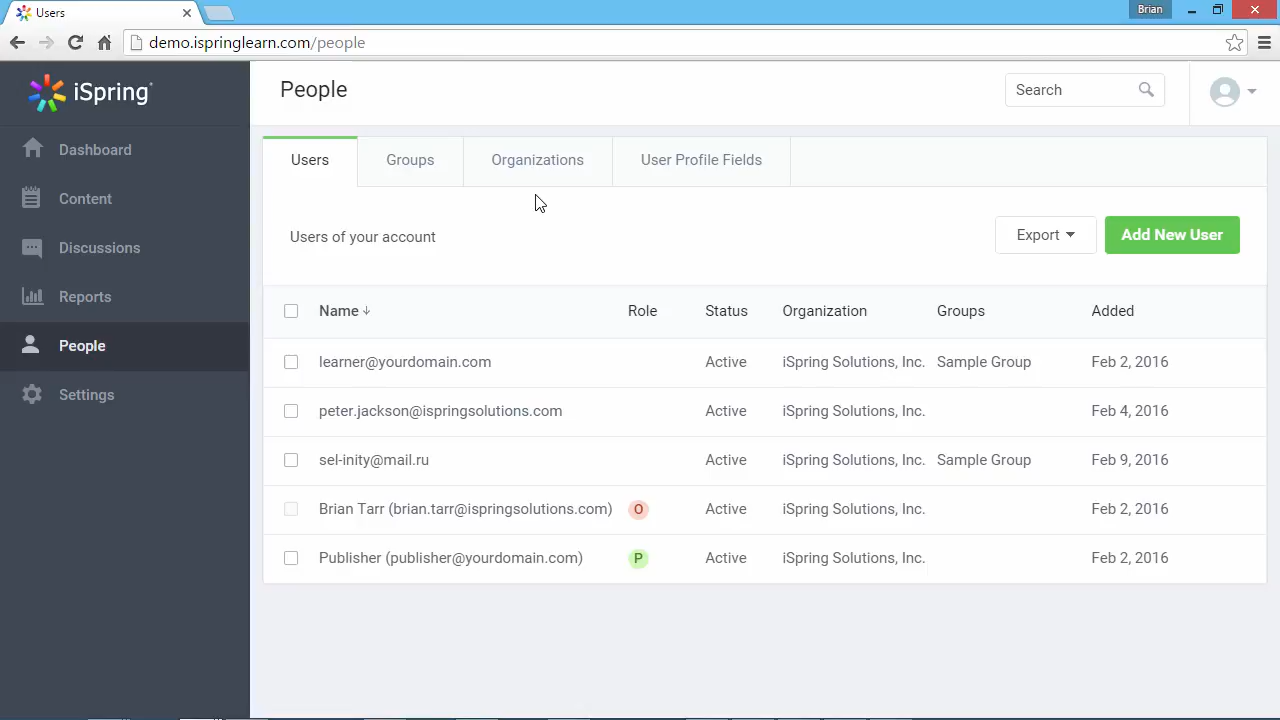 Users
Brian
demo.ispringlearn.com/people
iSpring
People
Search
Dashboard
Content
Discussions
Reports
People
Settings
Users Groups Organizations User Profile Fields
Users of your account
Export
Add New User
Name Role Status Organization Groups Added
learner@yourdomain.com Active iSpring Solutions, Inc. Sample Group Feb 2, 2016
peter.jackson@ispringsolutions.com Active iSpring Solutions, Inc. Feb 4, 2016
sel-inity@mail.ru Active iSpring Solutions, Inc. Sample Group Feb 9, 2016
Brian Tarr (brian.tarr@ispringsolutions.com) O Active iSpring Solutions, Inc. Feb 2, 2016
Publisher (publisher@yourdomain.com) P Active iSpring Solutions, Inc. Feb 2, 2016